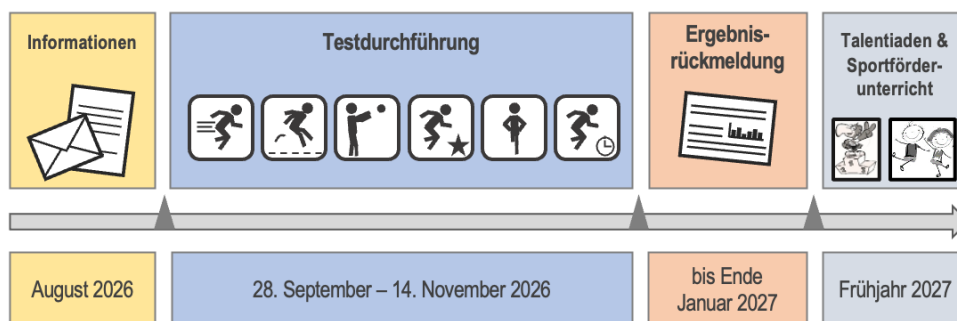 Informationen
Testdurchführung
Ergebnis-
rückmeldung
Talentiaden &
Sportförder-
unterricht
August 2026
28. September – 14. November 2026
bis Ende
Januar 2027
Frühjahr 2027